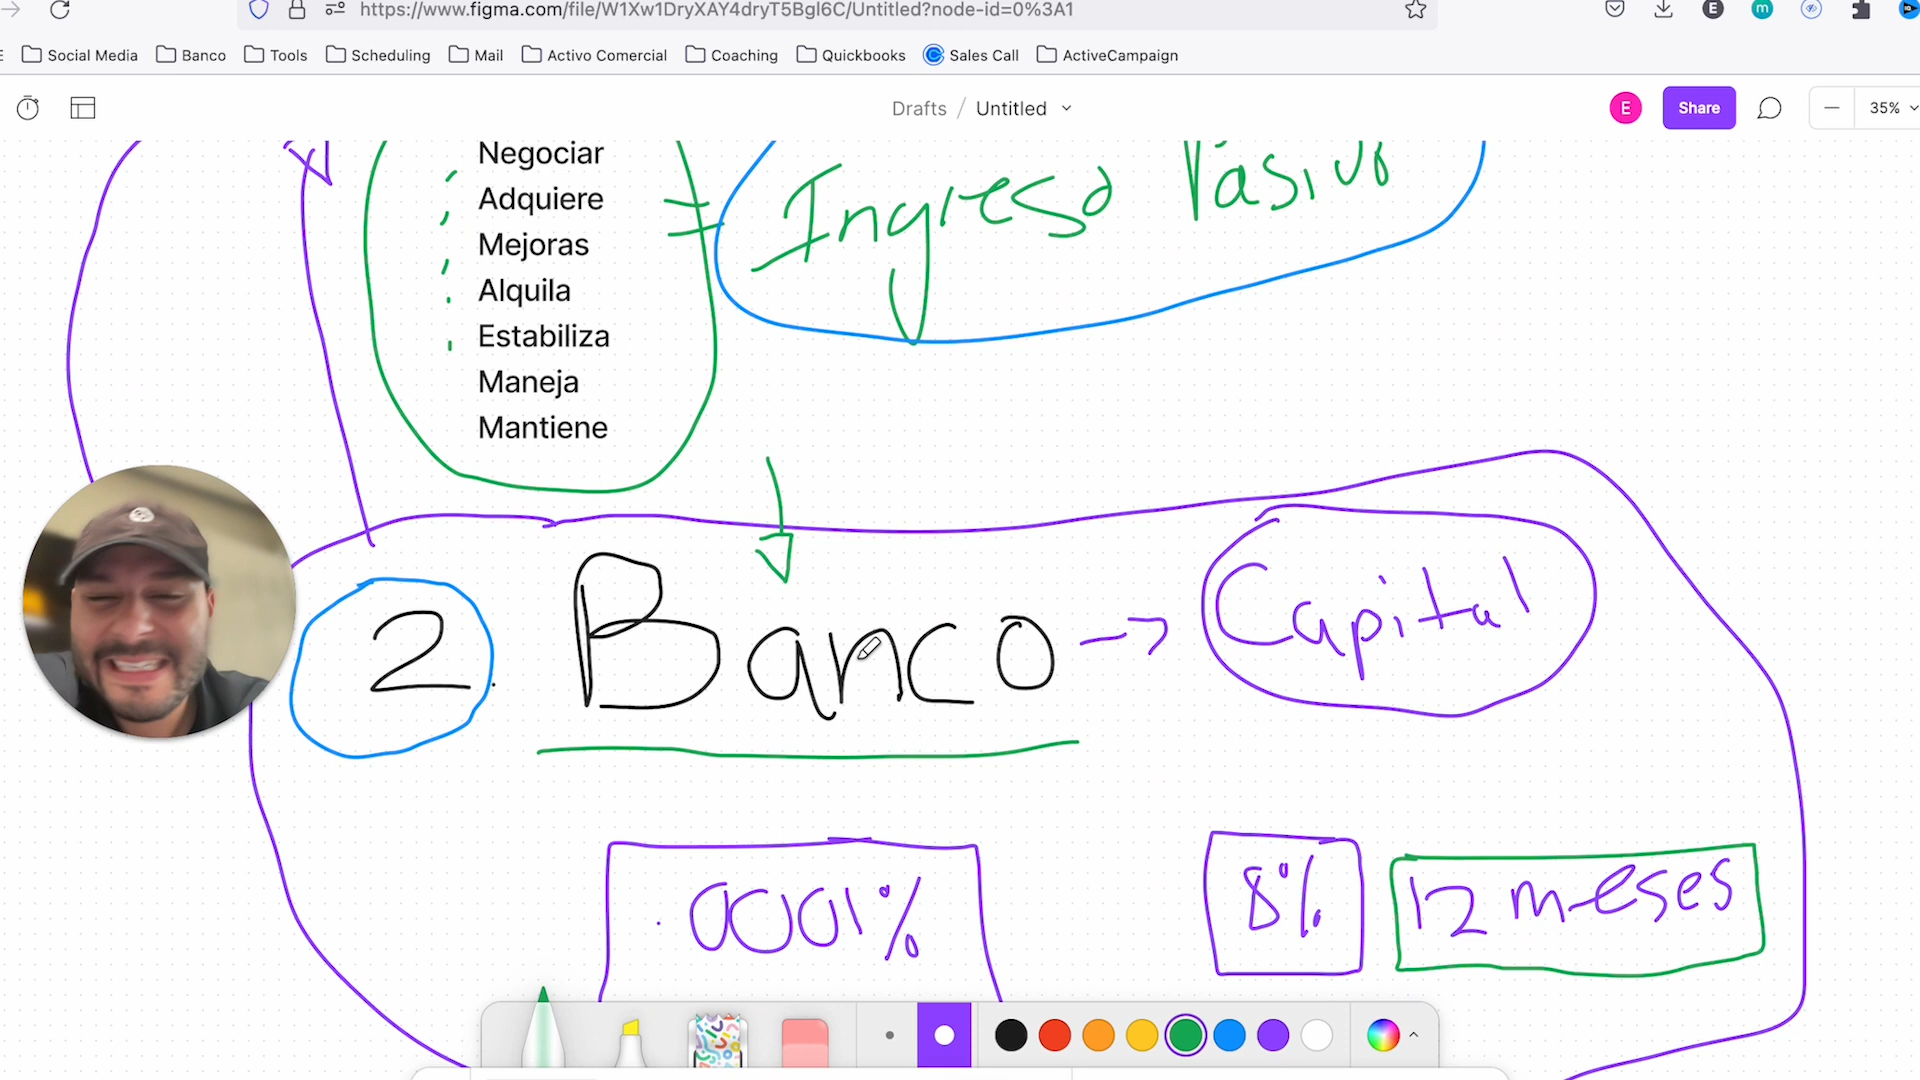 https://www.figma.com/file/W1Xw1DryXAY4dryT5Bgl6C/Untitled?node-id=0%3A1
E
m
Social Media
Banco
Tools
Scheduling
Mail
Activo Comercial
Coaching
Quickbooks
Sales Call
ActiveCampaign
Drafts / Untitled
E
Share
35%
Negociar
Adquiere
Mejoras
Alquila
Estabiliza
Maneja
Mantiene
= Ingreso Pasivo
2. Banco -> Capital
.0001%
8%
12 meses